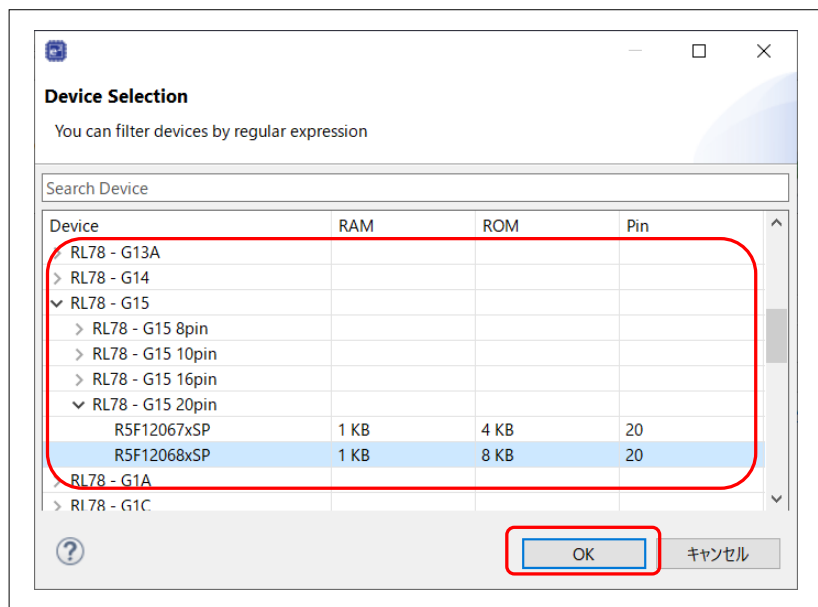 Device Selection
You can filter devices by regular expression
Search Device
Device RAM ROM Pin
RL78 - G13A
RL78 - G14
RL78 - G15
RL78 - G15 8pin
RL78 - G15 10pin
RL78 - G15 16pin
RL78 - G15 20pin
R5F12067xSP 1 KB 4 KB 20
R5F12068xSP 1 KB 8 KB 20
RL78 - G1A
RL78 - G1C
OK キャンセル